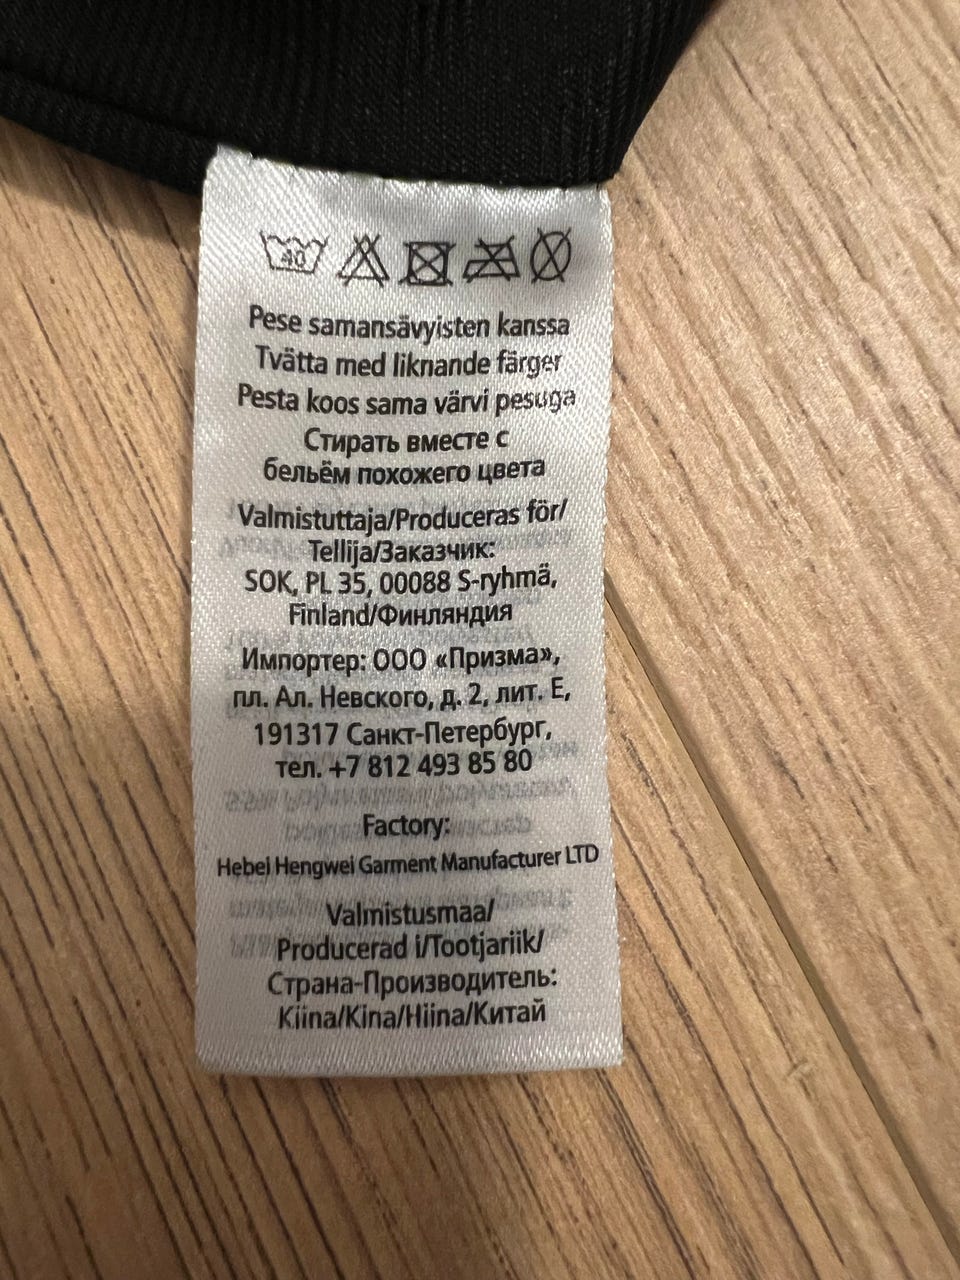 40
Pese samansävyisten kanssa
Tvätta med liknande färger
Pesta koos sama värvi pesuga
Стирать вместе с
бельём похожего цвета
Valmistuttaja/Produceras för/
Tellija/Заказчик:
SOK, PL 35, 00088 S-ryhmä,
Finland/Финляндия
Импортер: ООО «Призма»,
пл. Ал. Невского, д. 2, лит. Е,
191317 Санкт-Петербург,
тел. +7 812 493 85 80
Factory:
Hebei Hengwei Garment Manufacturer LTD
Valmistusmaa/
Producerad i/Tootjariik/
Страна-Производитель:
Kiina/Kina/Hiina/Китай